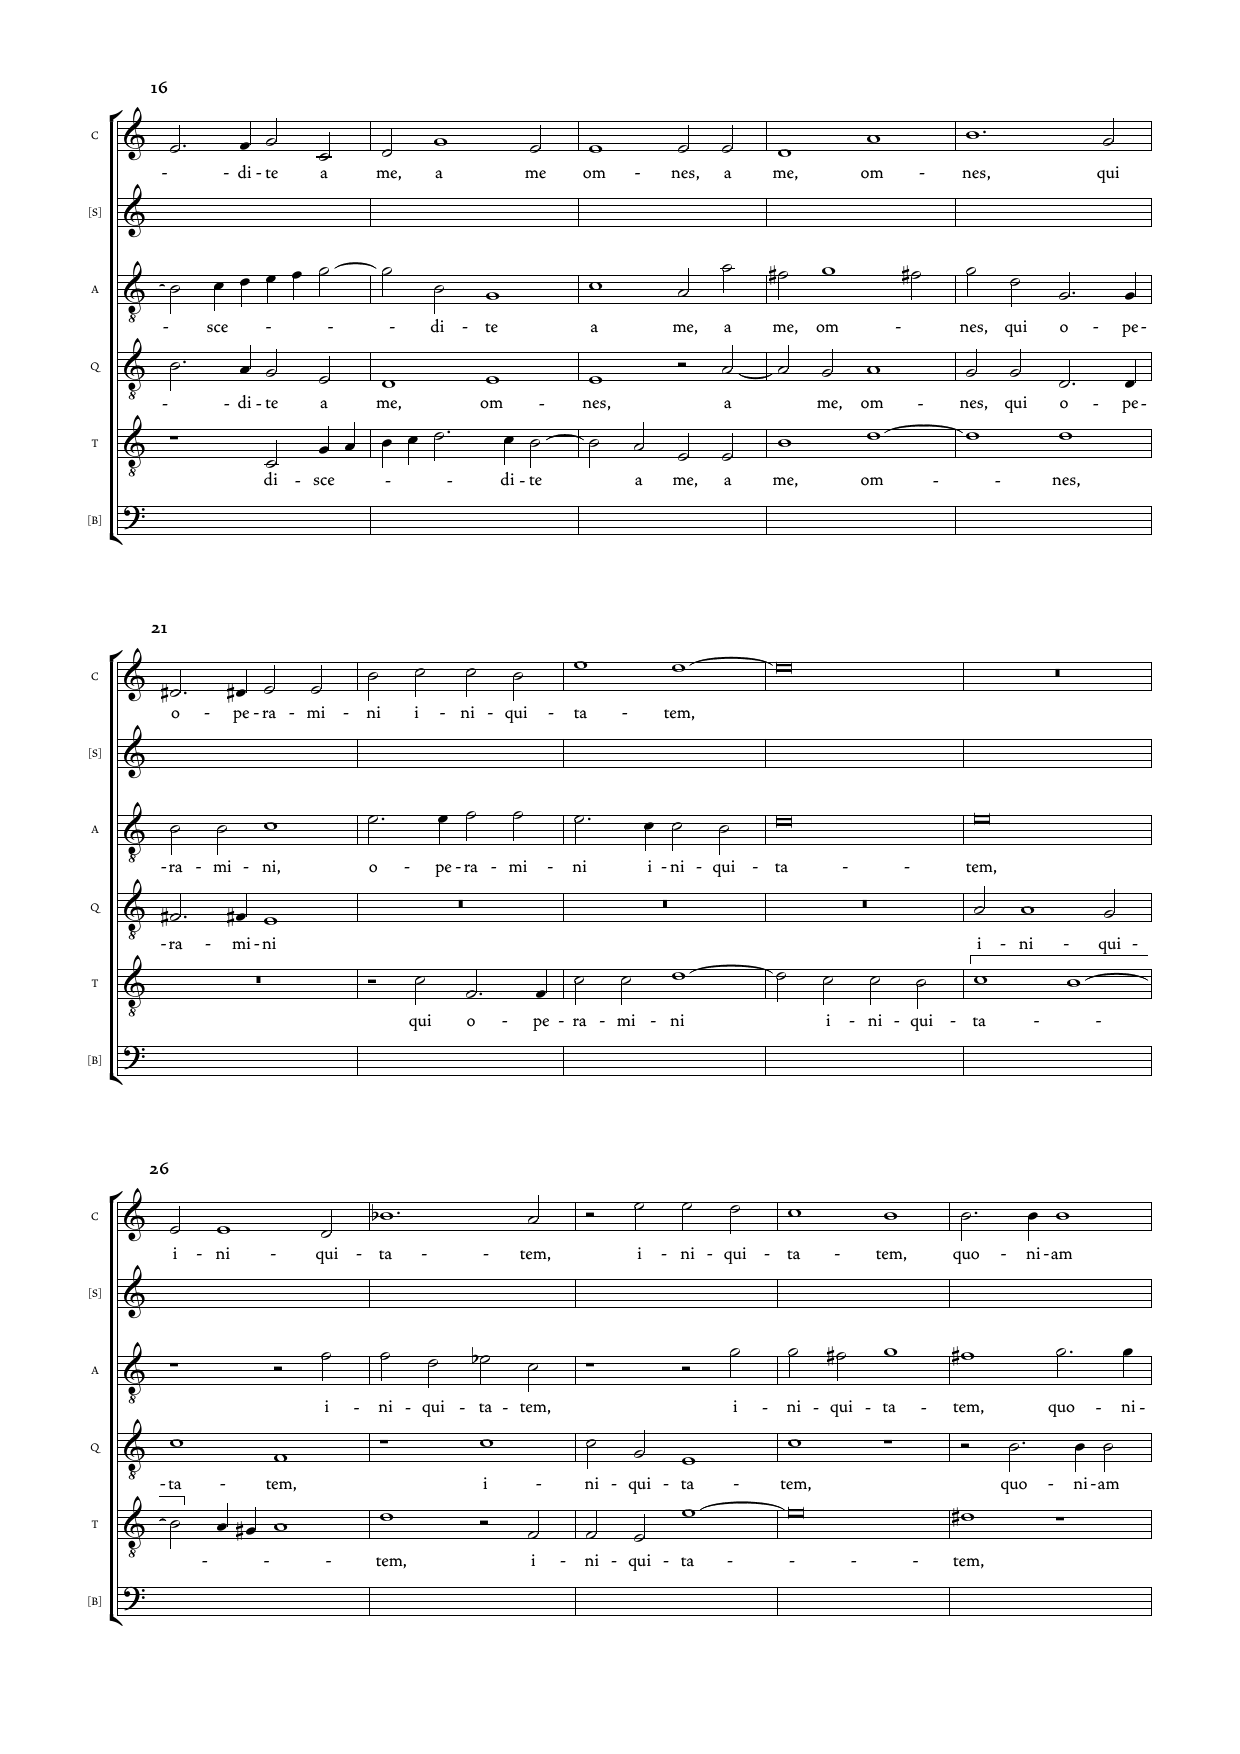 16
C
- - di - te a me, a me om - nes, a me, om - nes, qui
[S]
A
- sce - - - di - te a me, a me, om - nes, qui o - pe -
Q
- - di - te a me, om - nes, a me, om - nes, qui o - pe -
T
di - sce - - di - te a me, a me, om - - nes,
[B]
21
C
o - pe - ra - mi - ni i - ni - qui - ta - tem,
[S]
A
- ra - mi - ni, o - pe - ra - mi - ni i - ni - qui - ta - - tem,
Q
- ra - mi - ni i - ni - qui -
T
qui o - pe - ra - mi - ni i - ni - qui - ta - -
[B]
26
C
i - ni - qui - ta - - tem, i - ni - qui - ta - tem, quo - ni - am
[S]
A
i - ni - qui - ta - tem, i - ni - qui - ta - tem, quo - ni -
Q
- ta - tem, i - ni - qui - ta - tem, quo - ni - am
T
- - - tem, i - ni - qui - ta - - - - tem,
[B]